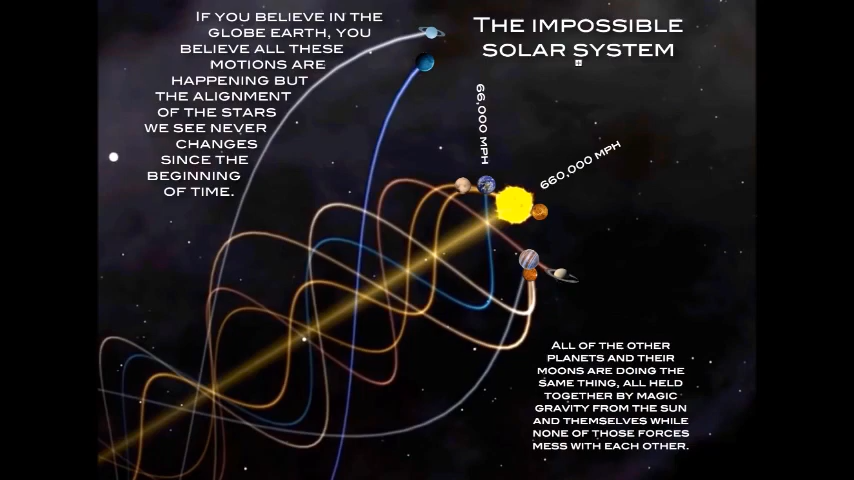 THE IMPOSSIBLE
SOLAR SYSTEM
IF YOU BELIEVE IN THE
GLOBE EARTH, YOU
BELIEVE ALL THESE
MOTIONS ARE
HAPPENING BUT
THE ALIGNMENT
OF THE STARS
WE SEE NEVER
CHANGES
SINCE THE
BEGINNING
OF TIME.
66,000 MPH
660,000 MPH
ALL OF THE OTHER
PLANETS AND THEIR
MOONS ARE DOING THE
SAME THING, ALL HELD
TOGETHER BY MAGIC
GRAVITY FROM THE SUN
AND THEMSELVES WHILE
NONE OF THOSE FORCES
MESS WITH EACH OTHER.